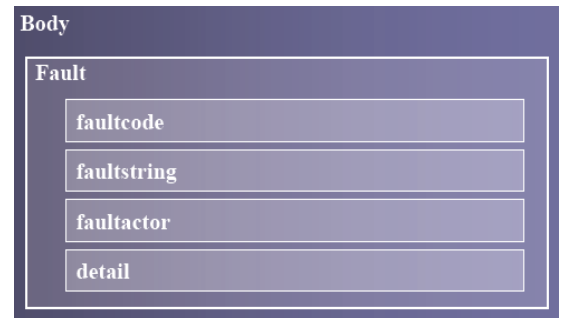 Body
Fault
faultcode
faultstring
faultactor
detail